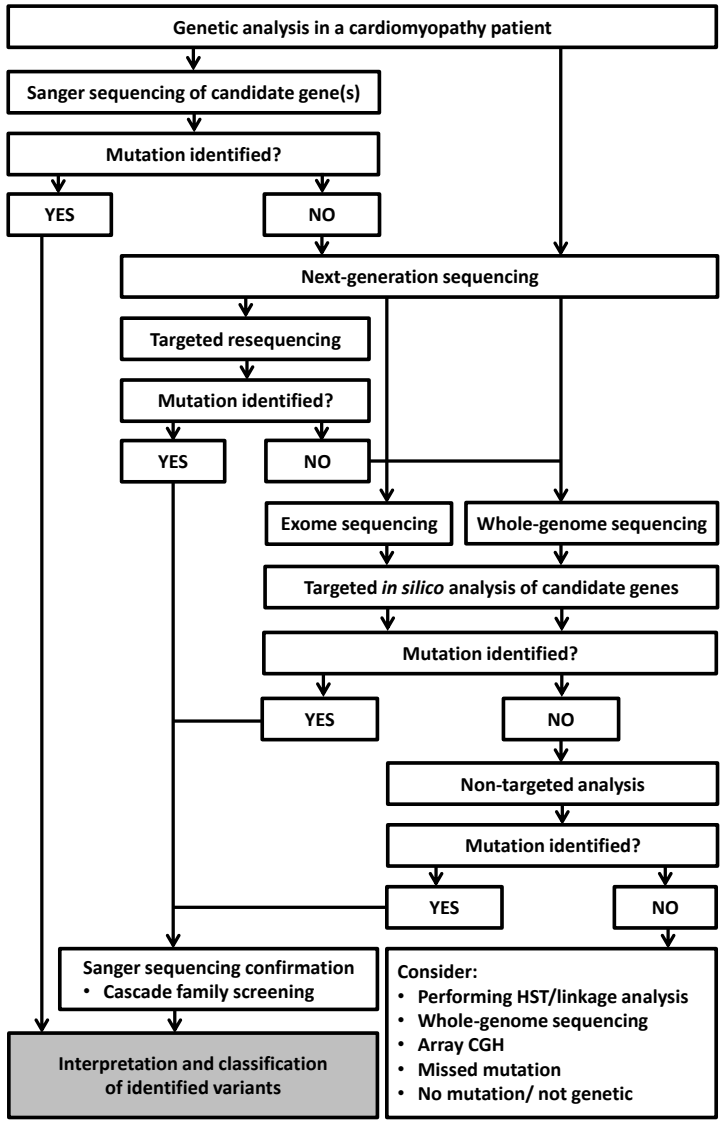 Genetic analysis in a cardiomyopathy patient
Sanger sequencing of candidate gene(s)
Mutation identified?
YES
NO
Next-generation sequencing
Targeted resequencing
Mutation identified?
YES
NO
Exome sequencing
Whole-genome sequencing
Targeted in silico analysis of candidate genes
Mutation identified?
YES
NO
Non-targeted analysis
Mutation identified?
YES
NO
Sanger sequencing confirmation
• Cascade family screening
Consider:
• Performing HST/linkage analysis
• Whole-genome sequencing
• Array CGH
• Missed mutation
• No mutation/ not genetic
Interpretation and classification
of identified variants